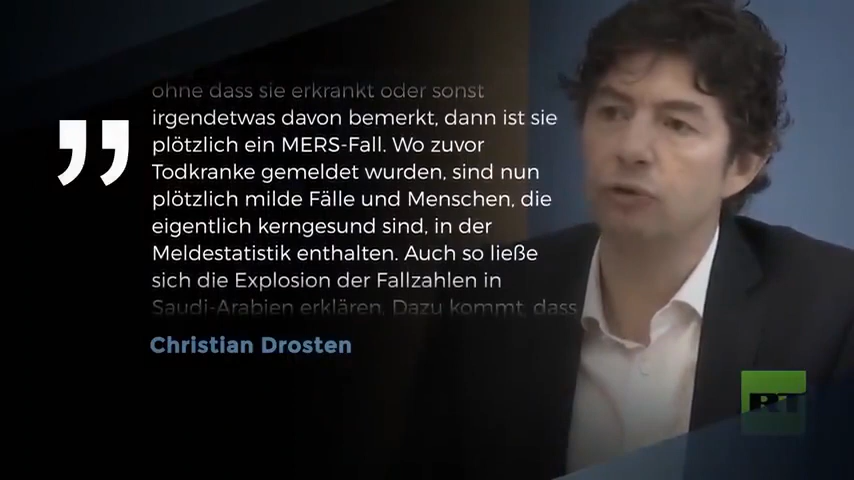 ohne dass sie erkrankt oder sonst
irgendetwas davon bemerkt, dann ist sie
plötzlich ein MERS-Fall. Wo zuvor
Todkranke gemeldet wurden, sind nun
plötzlich milde Fälle und Menschen, die
eigentlich kerngesund sind, in der
Meldestatistik enthalten. Auch so ließe
sich die Explosion der Fallzahlen in
Saudi-Arabien erklären. Dazu kommt, dass
Christian Drosten
RT